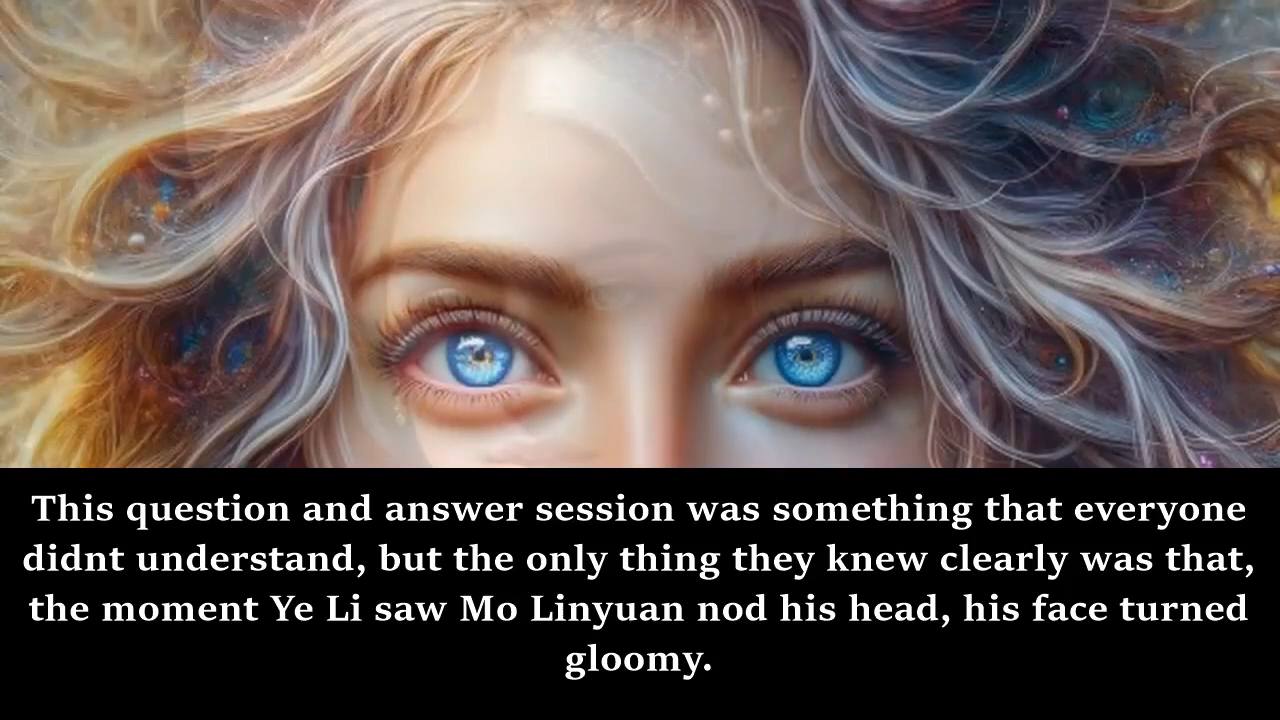 This question and answer session was something that everyone
didnt understand, but the only thing they knew clearly was that,
the moment Ye Li saw Mo Linyuan nod his head, his face turned
gloomy.